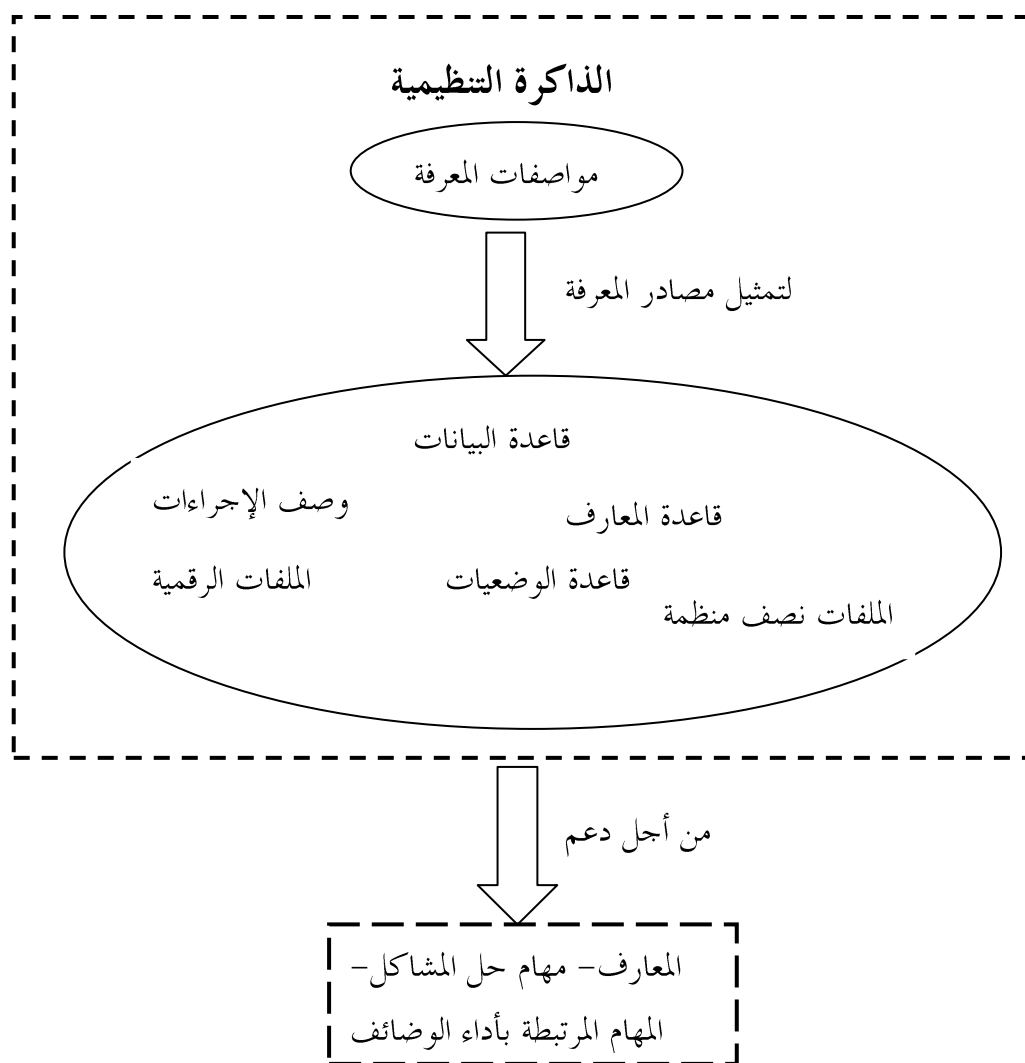 الذاكرة التنظيمية
مواصفات المعرفة
لتمثيل مصادر المعرفة
قاعدة البيانات
وصف الإجراءات
قاعدة المعارف
الملفات الرقمية
قاعدة الوضعيات
الملفات نصف منظمة
من أجل دعم
المعارف- مهام حل المشاكل-
المهام المرتبطة بأداء الوضائف